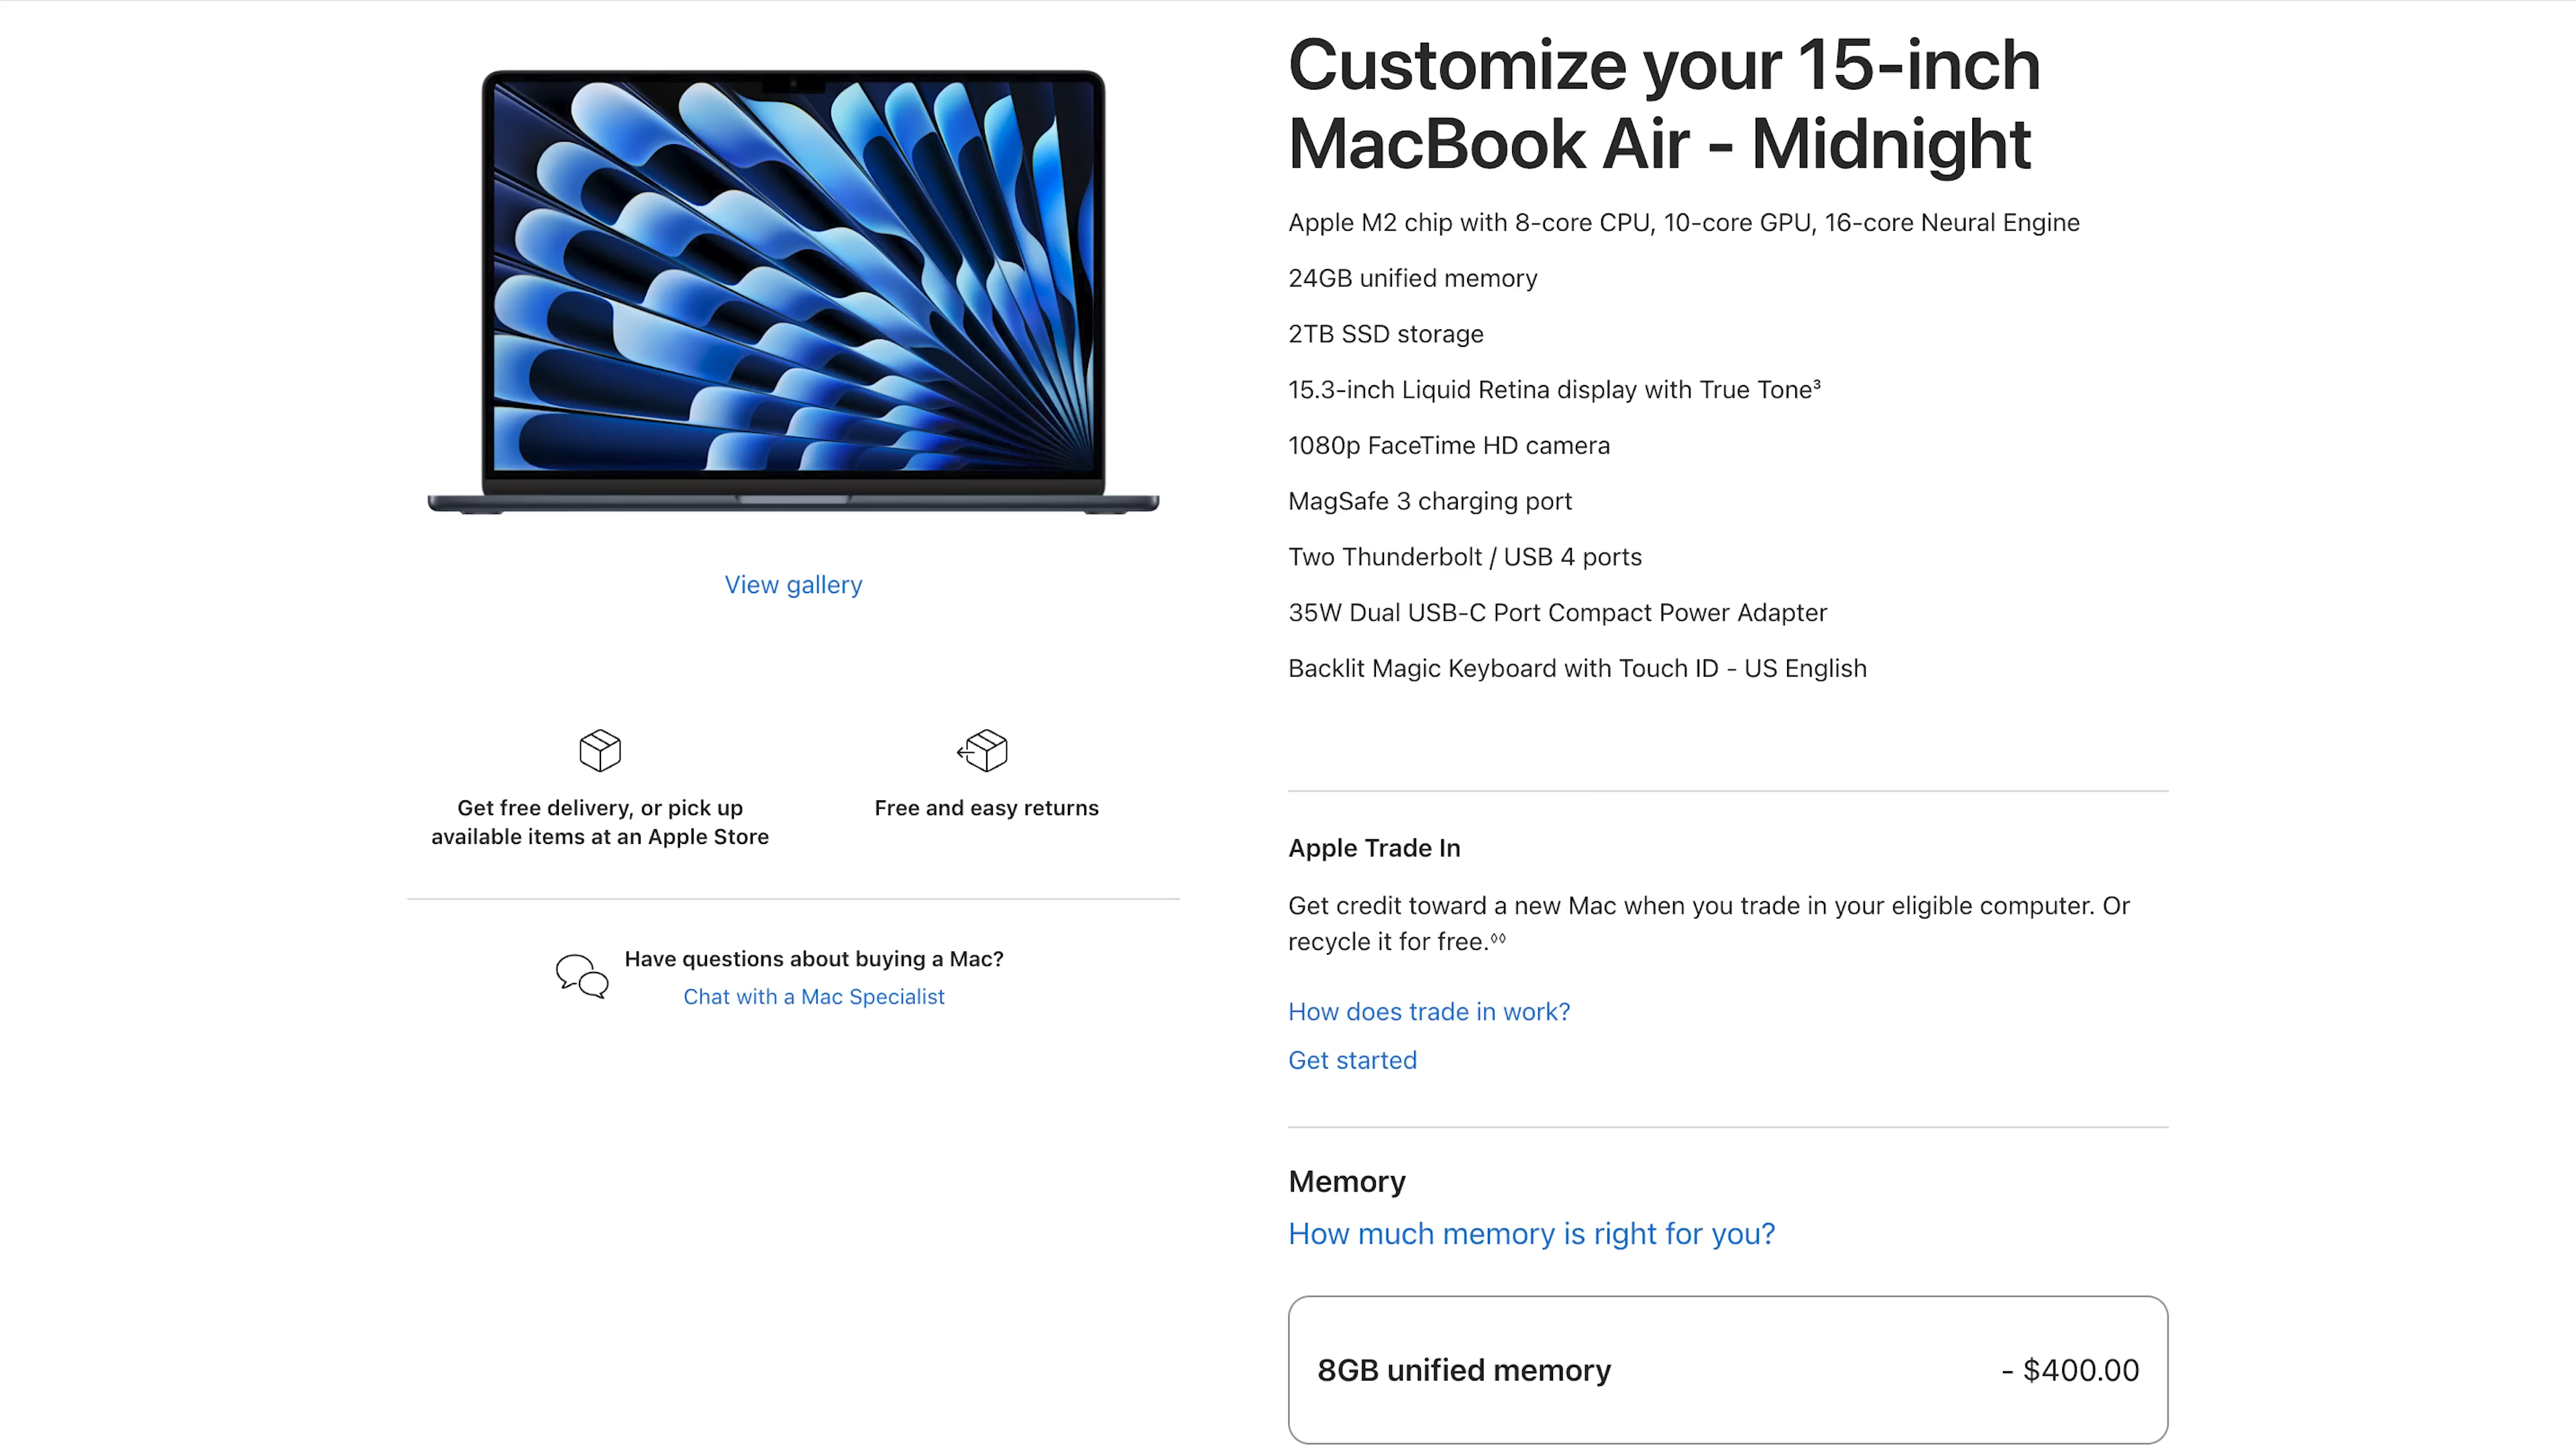 Customize your 15-inch
MacBook Air - Midnight
Apple M2 chip with 8-core CPU, 10-core GPU, 16-core Neural Engine
24GB unified memory
2TB SSD storage
15.3-inch Liquid Retina display with True Tone³
1080p FaceTime HD camera
MagSafe 3 charging port
Two Thunderbolt / USB 4 ports
35W Dual USB-C Port Compact Power Adapter
Backlit Magic Keyboard with Touch ID - US English
View gallery
Get free delivery, or pick up
available items at an Apple Store
Free and easy returns
Have questions about buying a Mac?
Chat with a Mac Specialist
Apple Trade In
Get credit toward a new Mac when you trade in your eligible computer. Or
recycle it for free.◊◊
How does trade in work?
Get started
Memory
How much memory is right for you?
8GB unified memory - $400.00